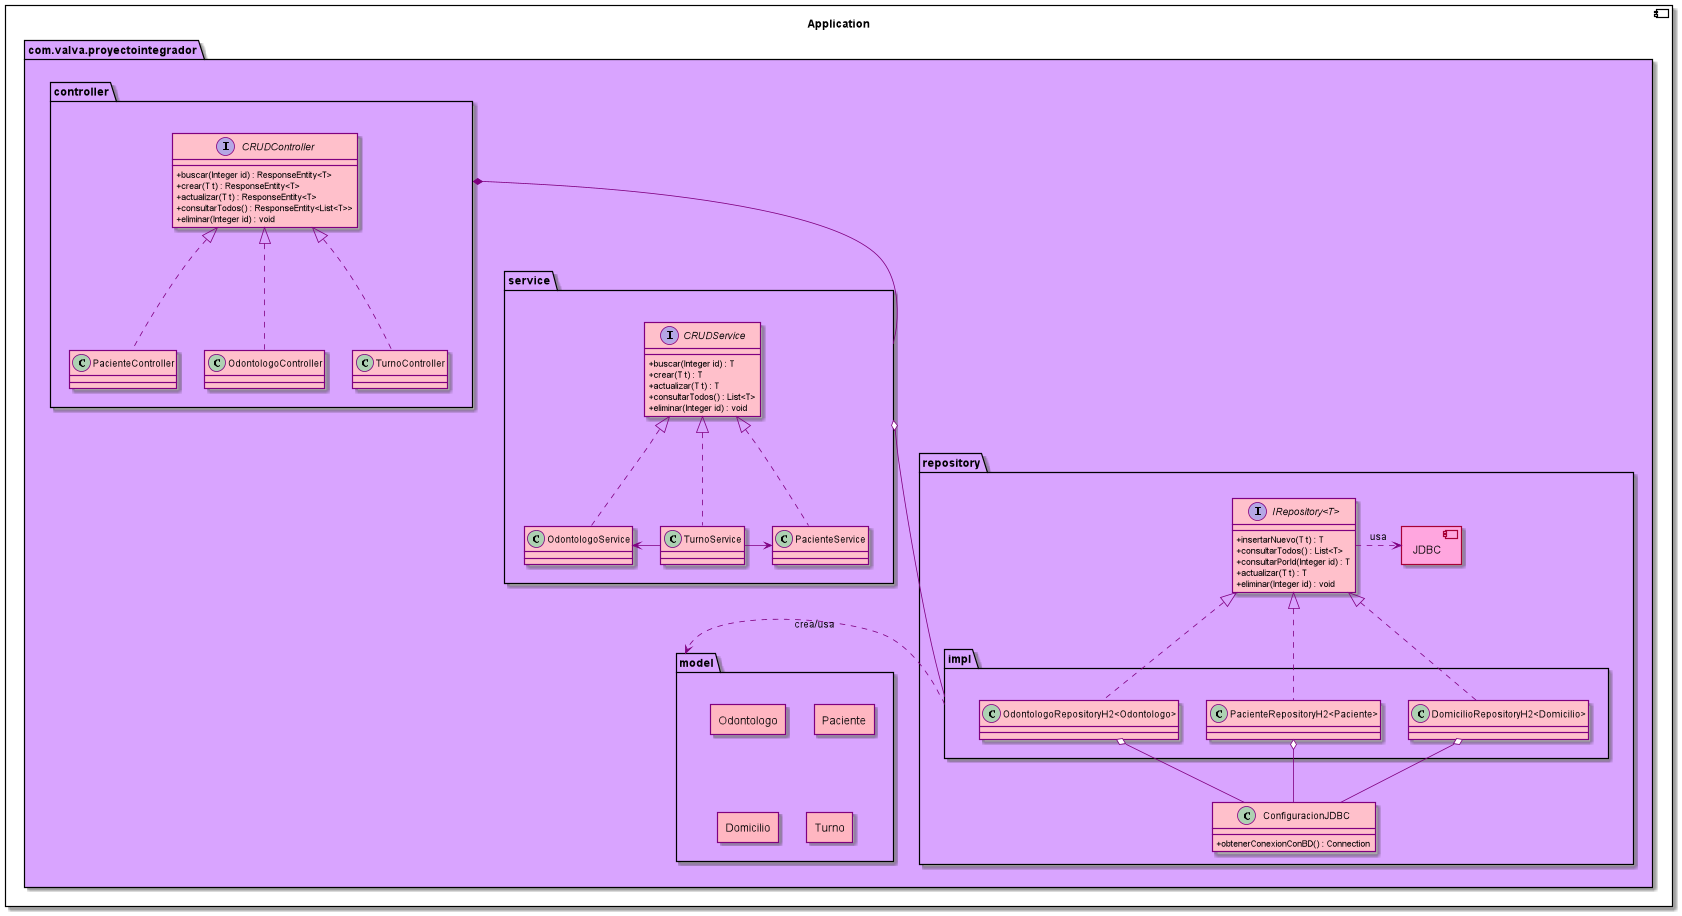 Application
com.valva.proyectointegrador
controller
I CRUDController
+buscar(Integer id) : ResponseEntity<T>
+crear(T t) : ResponseEntity<T>
+actualizar(T t) : ResponseEntity<T>
+consultarTodos() : ResponseEntity<List<T>>
+eliminar(Integer id) : void
C PacienteController
C OdontologoController
C TurnoController
service
I CRUDService
+buscar(Integer id) : T
+crear(T t) : T
+actualizar(T t) : T
+consultarTodos() : List<T>
+eliminar(Integer id) : void
C OdontologoService
C TurnoService
C PacienteService
repository
I IRepository<T>
+insertarNuevo(T t) : T
+consultarTodos() : List<T>
+consultarPorId(Integer id) : T
+actualizar(T t) : T
+eliminar(Integer id) : void
usa
JDBC
crea/usa
impl
C OdontologoRepositoryH2<Odontologo>
C PacienteRepositoryH2<Paciente>
C DomicilioRepositoryH2<Domicilio>
C ConfiguracionJDBC
+obtenerConexionConBD() : Connection
model
Odontologo
Paciente
Domicilio
Turno